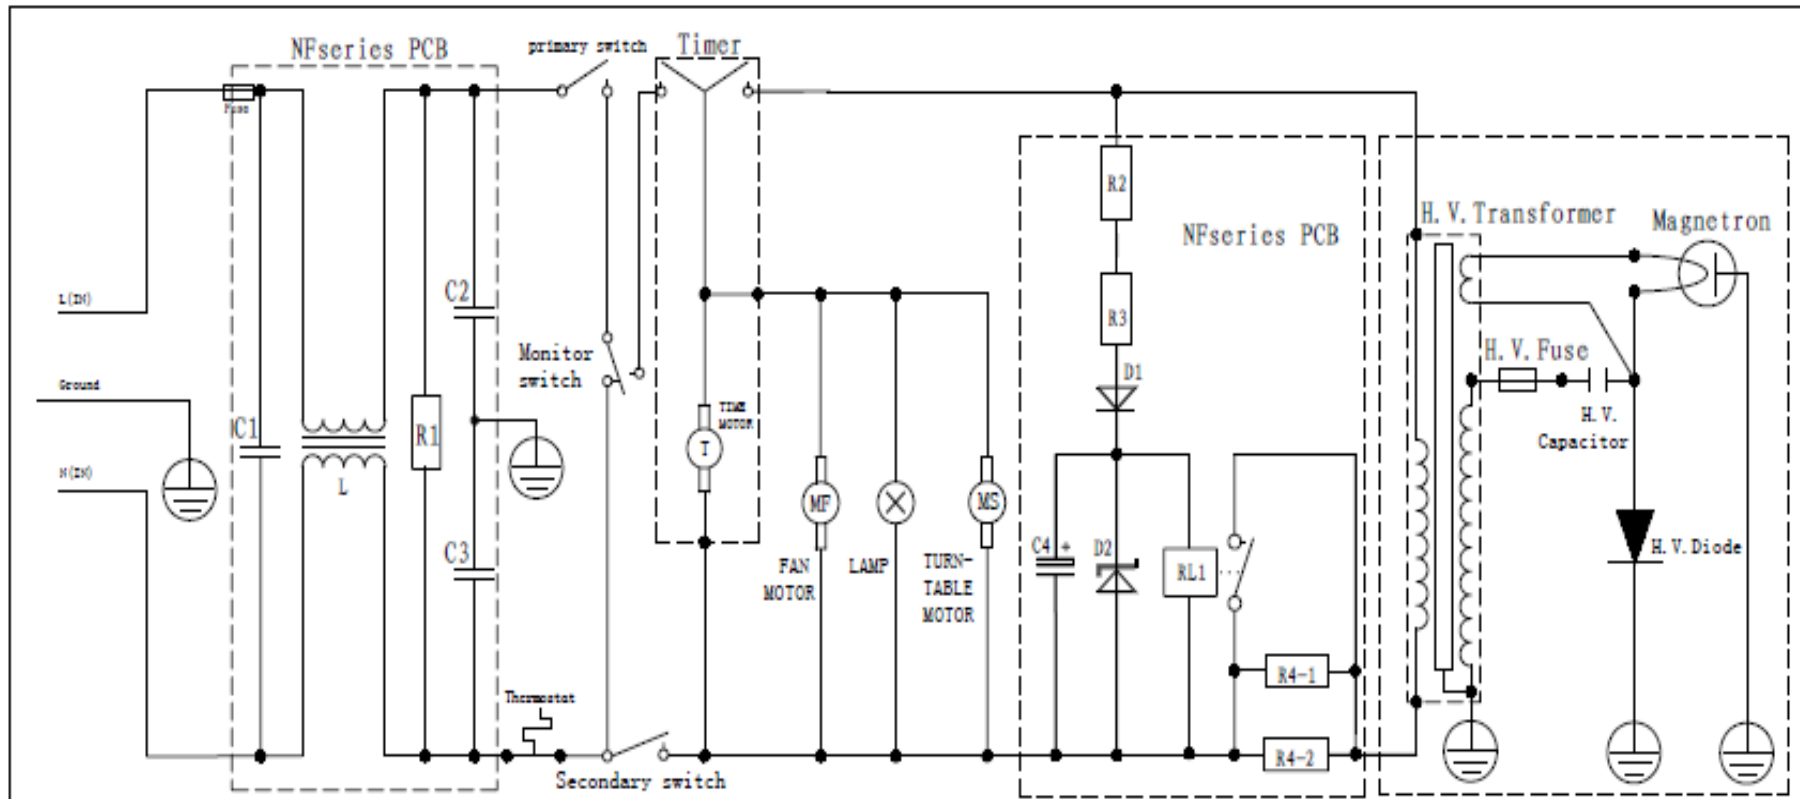 NFseries PCB
primary switch
Timer
Fuse
L(IN)
Ground
N(IN)
C1
L
R1
C2
C3
Monitor
switch
Thermostat
Secondary switch
TIME
MOTOR
T
MF
FAN
MOTOR
LAMP
MS
TURN-
TABLE
MOTOR
R2
R3
D1
NFseries PCB
C4 +
D2
RL1
R4-1
R4-2
H.V.Transformer
Magnetron
H.V.Fuse
H.V.
Capacitor
H.V.Diode